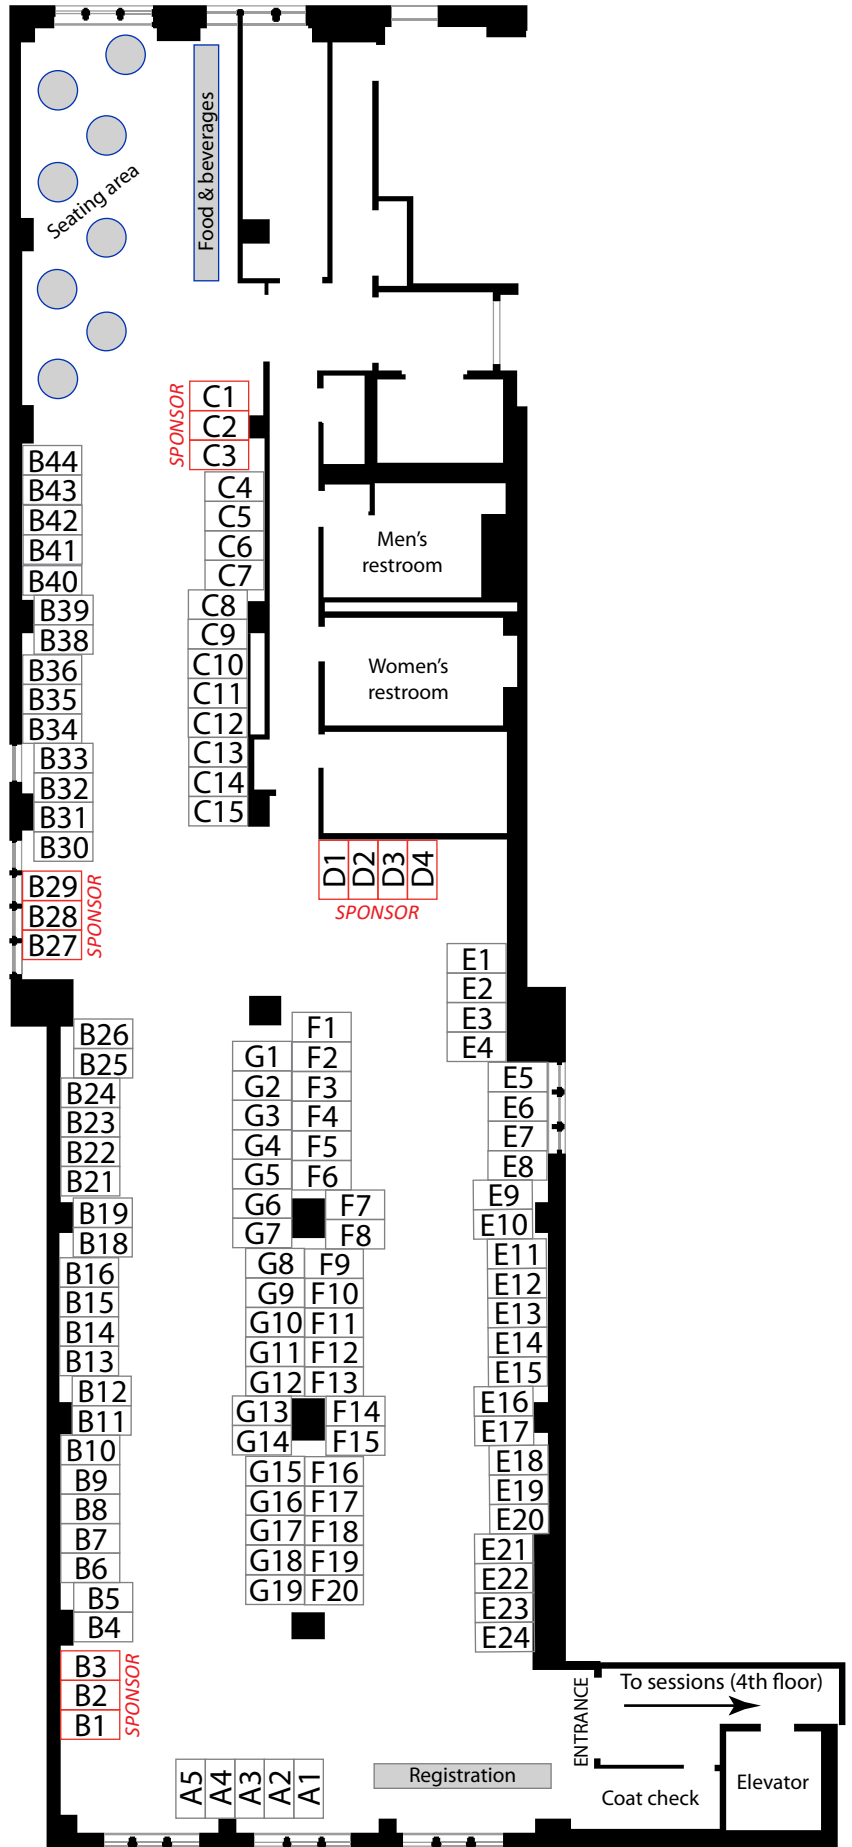 Food & beverages
Seating area
SPONSOR
C1
C2
C3
C4
C5
C6
C7
C8
C9
C10
C11
C12
C13
C14
C15
B44
B43
B42
B41
B40
B39
B38
B36
B35
B34
B33
B32
B31
B30
B29
B28
B27
SPONSOR
Men's
restroom
Women's
restroom
D1 D2 D3 D4
SPONSOR
E1
E2
E3
E4
E5
E6
E7
E8
E9
E10
E11
E12
E13
E14
E15
E16
E17
E18
E19
E20
E21
E22
E23
E24
F1
F2
F3
F4
F5
F6
F7
F8
F9
F10
F11
F12
F13
F14
F15
F16
F17
F18
F19
F20
G1
G2
G3
G4
G5
G6
G7
G8
G9
G10
G11
G12
G13
G14
G15
G16
G17
G18
G19
B26
B25
B24
B23
B22
B21
B19
B18
B16
B15
B14
B13
B12
B11
B10
B9
B8
B7
B6
B5
B4
B3
B2
B1
SPONSOR
A5 A4 A3 A2 A1
Registration
ENTRANCE
To sessions (4th floor)
Coat check
Elevator